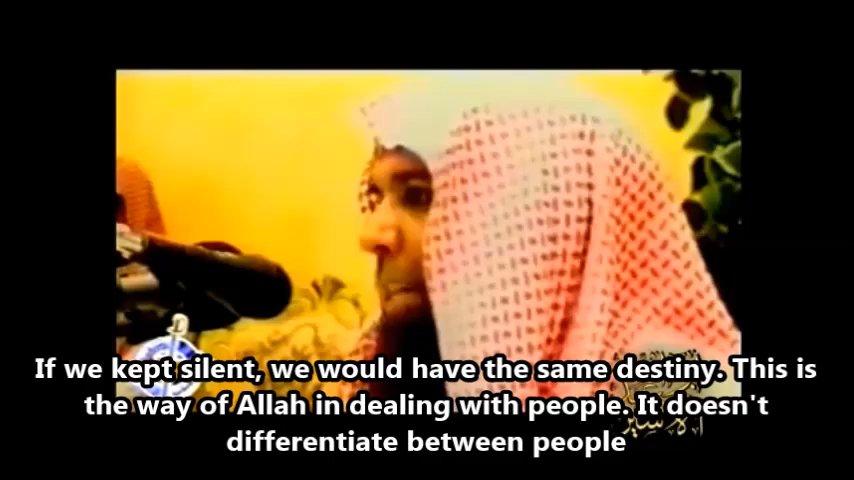 If we kept silent, we would have the same destiny. This is
the way of Allah in dealing with people. It doesn't
differentiate between people